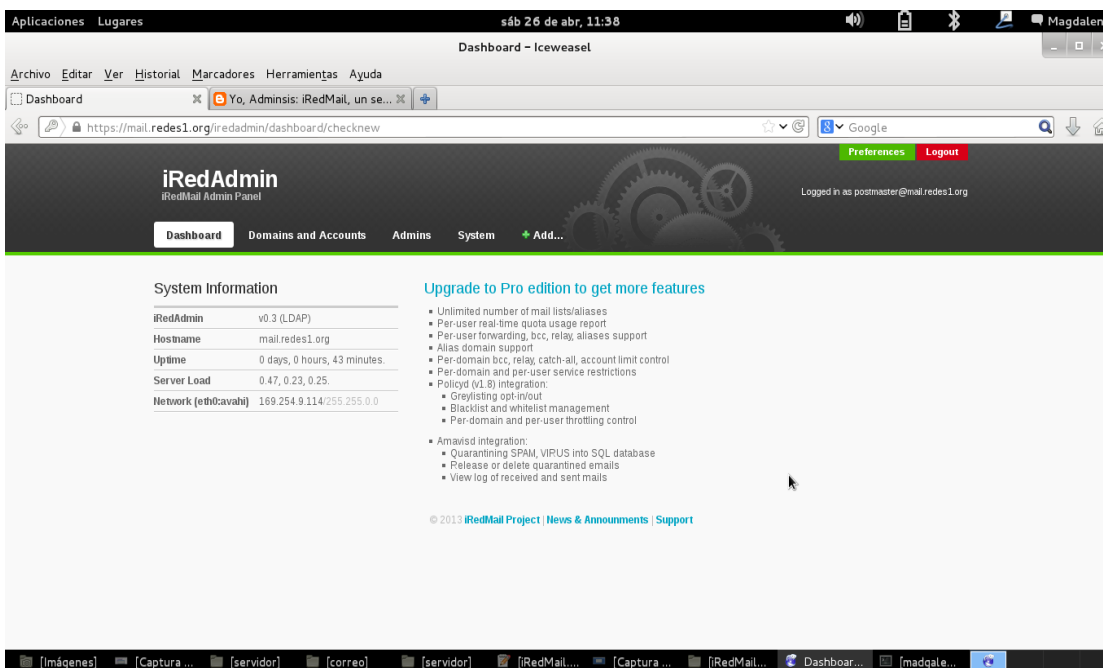 Aplicaciones Lugares sáb 26 de abr, 11:38 Magdalen
Dashboard - Iceweasel
Archivo Editar Ver Historial Marcadores Herramientas Ayuda
Dashboard Yo, Adminsis: iRedMail, un se...
https://mail.redes1.org/iredadmin/dashboard/checknew Google
Preferences Logout
iRedAdmin
iRedMail Admin Panel
Logged in as postmaster@mail.redes1.org
Dashboard Domains and Accounts Admins System + Add...
System Information
iRedAdmin v0.3 (LDAP)
Hostname mail.redes1.org
Uptime 0 days, 0 hours, 43 minutes.
Server Load 0.47, 0.23, 0.25.
Network (eth0:avahi) 169.254.9.114/255.255.0.0
Upgrade to Pro edition to get more features
Unlimited number of mail lists/aliases
Per-user real-time quota usage report
Per-user forwarding, bcc, relay, aliases support
Alias domain support
Per-domain bcc, relay, catch-all, account limit control
Per-domain and per-user service restrictions
Policyd (v1.8) integration:
Greylisting opt-in/out
Blacklist and whitelist management
Per-domain and per-user throttling control
Amavisd integration:
Quarantining SPAM, VIRUS into SQL database
Release or delete quarantined emails
View log of received and sent mails
© 2013 iRedMail Project | News & Announments | Support
[Imágenes] [Captura ... [servidor] [correo] [servidor] [iRedMail.... [Captura ... [iRedMail... Dashboar... [madgale...